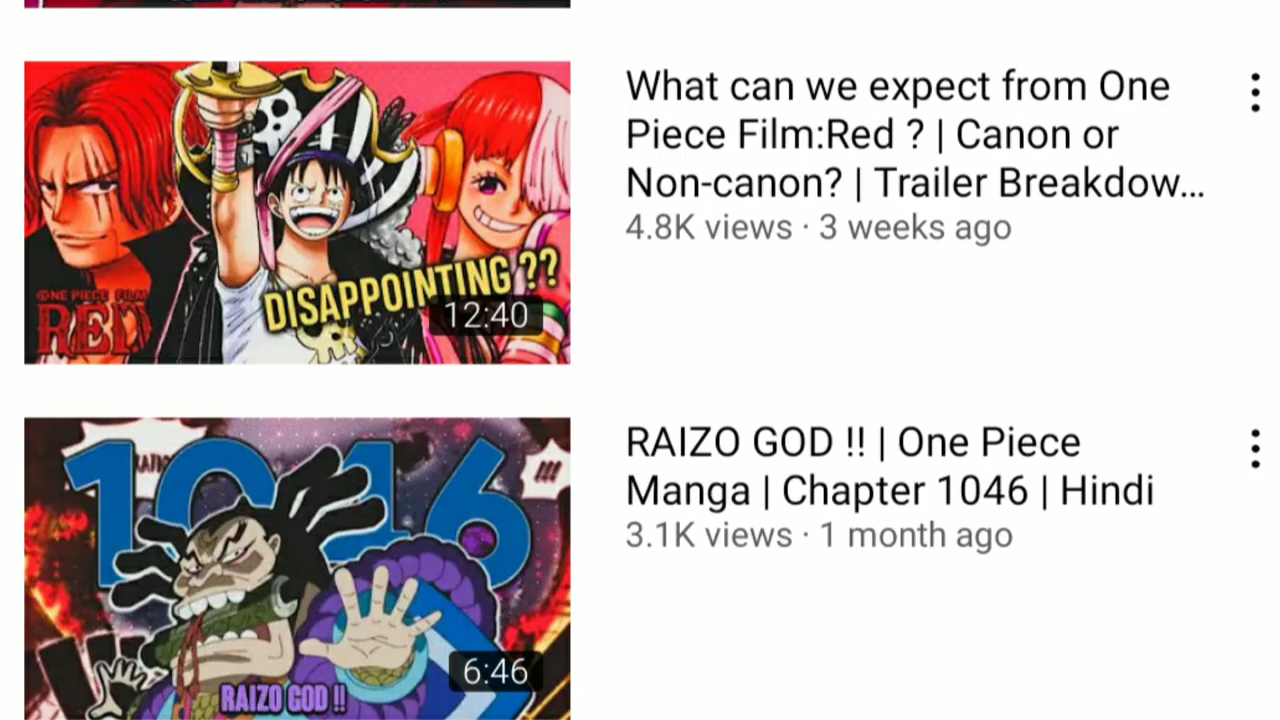 What can we expect from One
Piece Film:Red ? | Canon or
Non-canon? | Trailer Breakdow...
4.8K views · 3 weeks ago
DISAPPOINTING ??
ONE PIECE FILM
RED
12:40
RAIZO GOD !! | One Piece
Manga | Chapter 1046 | Hindi
3.1K views · 1 month ago
1046
!!!
RAIZO GOD !!
6:46